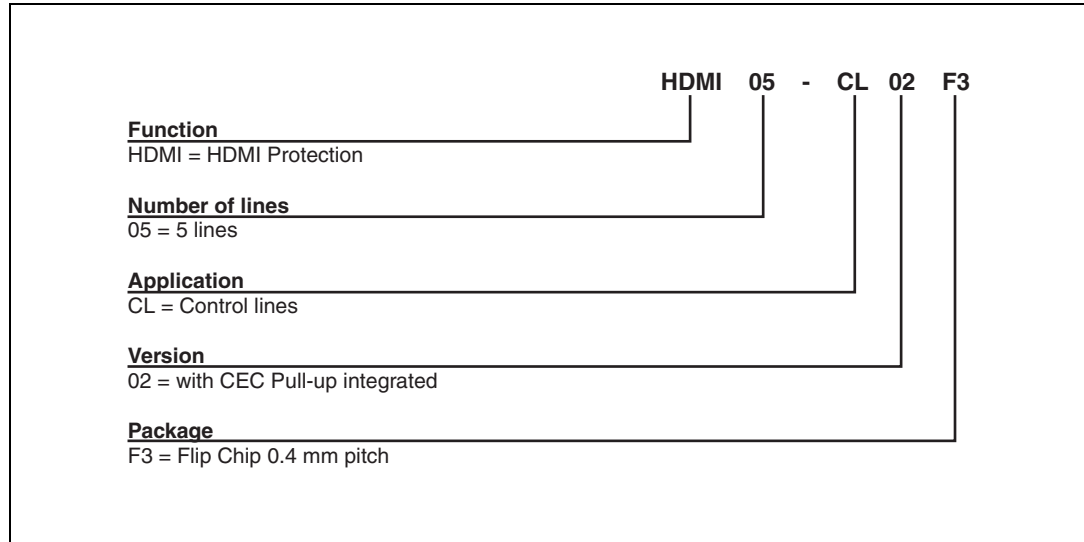 HDMI 05 - CL 02 F3
Function
HDMI = HDMI Protection
Number of lines
05 = 5 lines
Application
CL = Control lines
Version
02 = with CEC Pull-up integrated
Package
F3 = Flip Chip 0.4 mm pitch